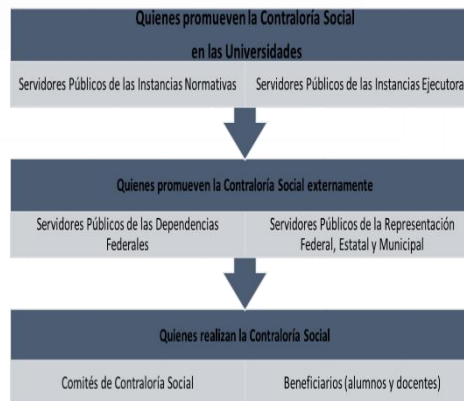 Quienes promueven la Contraloría Social
en las Universidades
Servidores Públicos de las Instancias Normativas
Servidores Públicos de las Instancias Ejecutora
Quienes promueven la Contraloría Social externamente
Servidores Públicos de las Dependencias
Federales
Servidores Públicos de la Representación
Federal, Estatal y Municipal
Quienes realizan la Contraloría Social
Comités de Contraloría Social
Beneficiarios (alumnos y docentes)